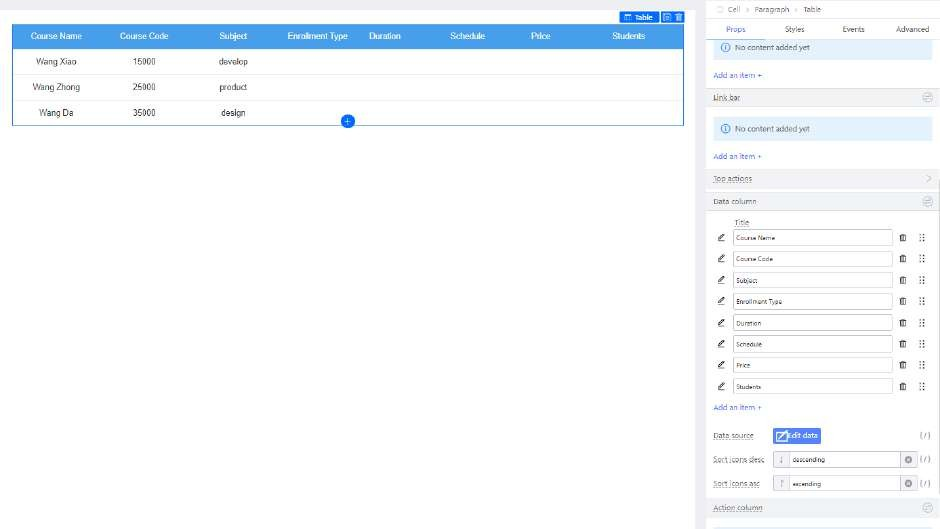 Table
Course Name Course Code Subject Enrollment Type Duration Schedule Price Students
Wang Xiao 15000 develop
Wang Zhong 25000 product
Wang Da 35000 design
Cell > Paragraph > Table
Props Styles Events Advanced
No content added yet
Add an item +
Link bar
No content added yet
Add an item +
Top actions
Data column
Title
Course Name
Course Code
Subject
Enrollment Type
Duration
Schedule
Price
Students
Add an item +
Data source Edit data {/}
Sort icons desc descending {/}
Sort icons asc aspending {/}
Action column